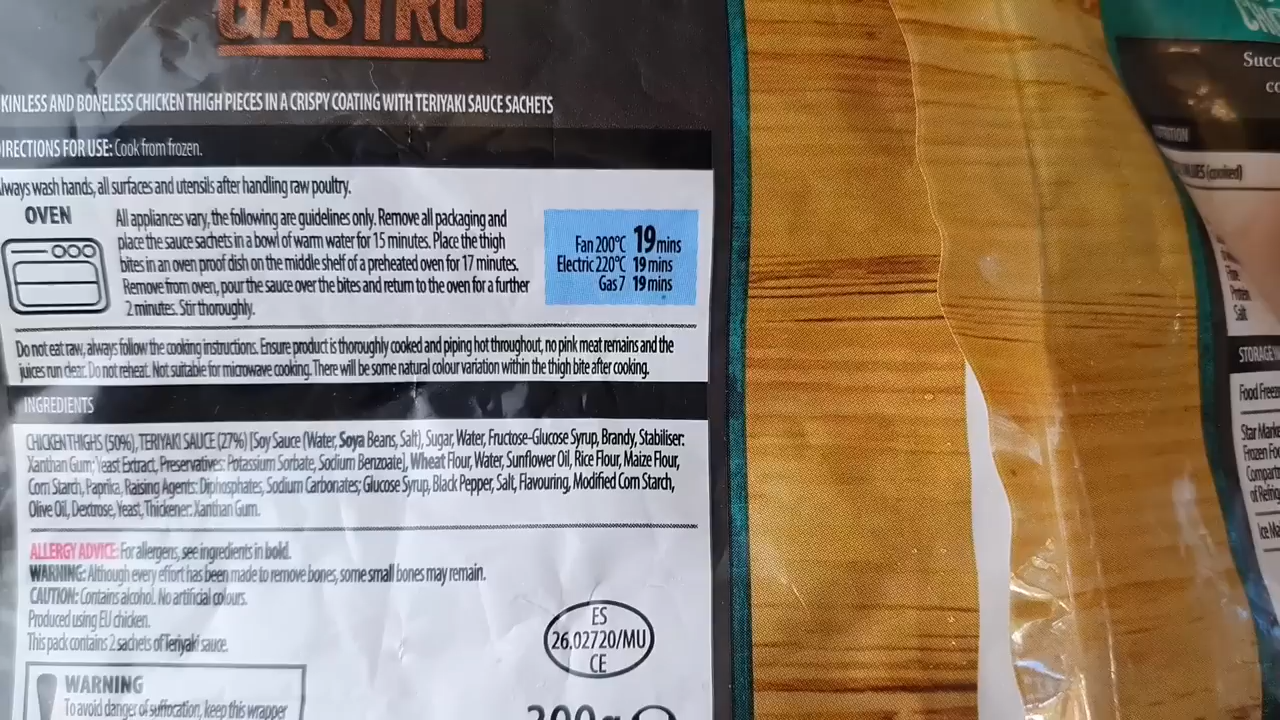 GASTRO
KINLESS AND BONELESS CHICKEN THIGH PIECES IN A CRISPY COATING WITH TERIYAKI SAUCE SACHETS
IRECTIONS FOR USE: Cook from frozen.
lways wash hands, all surfaces and utensils after handling raw poultry.
OVEN
All appliances vary, the following are guidelines only. Remove all packaging and
place the sauce sachets in a bowl of warm water for 15 minutes. Place the thigh
bites in an oven proof dish on the middle shelf of a preheated oven for 17 minutes.
Remove from oven, pour the sauce over the bites and return to the oven for a further
2 minutes. Stir thoroughly.
Fan 200°C 19 mins
Electric 220°C 19 mins
Gas 7 19 mins
Do not eat raw, always follow the cooking instructions. Ensure product is thoroughly cooked and piping hot throughout, no pink meat remains and the
juices run clear. Do not reheat. Not suitable for microwave cooking. There will be some natural colour variation within the thigh bite after cooking.
INGREDIENTS
CHICKEN THIGHS (50%), TERIYAKI SAUCE (27%) [Soy Sauce (Water, Soya Beans, Salt), Sugar, Water, Fructose-Glucose Syrup, Brandy, Stabiliser:
Xanthan Gum; Yeast Extract, Preservatives: Potassium Sorbate, Sodium Benzoate], Wheat Flour, Water, Sunflower Oil, Rice Flour, Maize Flour,
Corn Starch, Paprika, Raising Agents: Diphosphates, Sodium Carbonates; Glucose Syrup, Black Pepper, Salt, Flavouring, Modified Corn Starch,
Olive Oil, Dextrose, Yeast, Thickener: Xanthan Gum.
ALLERGY ADVICE: For allergens, see ingredients in bold.
WARNING: Although every effort has been made to remove bones, some small bones may remain.
CAUTION: Contains alcohol. No artificial colours.
Produced using EU chicken.
This pack contains 2 sachets of Teriyaki sauce.
ES
26.02720/MU
CE
WARNING
To avoid danger of suffocation, keep this wrapper
Succ
co
(cooked)
Protein
Salt
STORAGE
Food Freez
Star Marke
Frozen Foo
Compart
of Refrig
Ice Ma